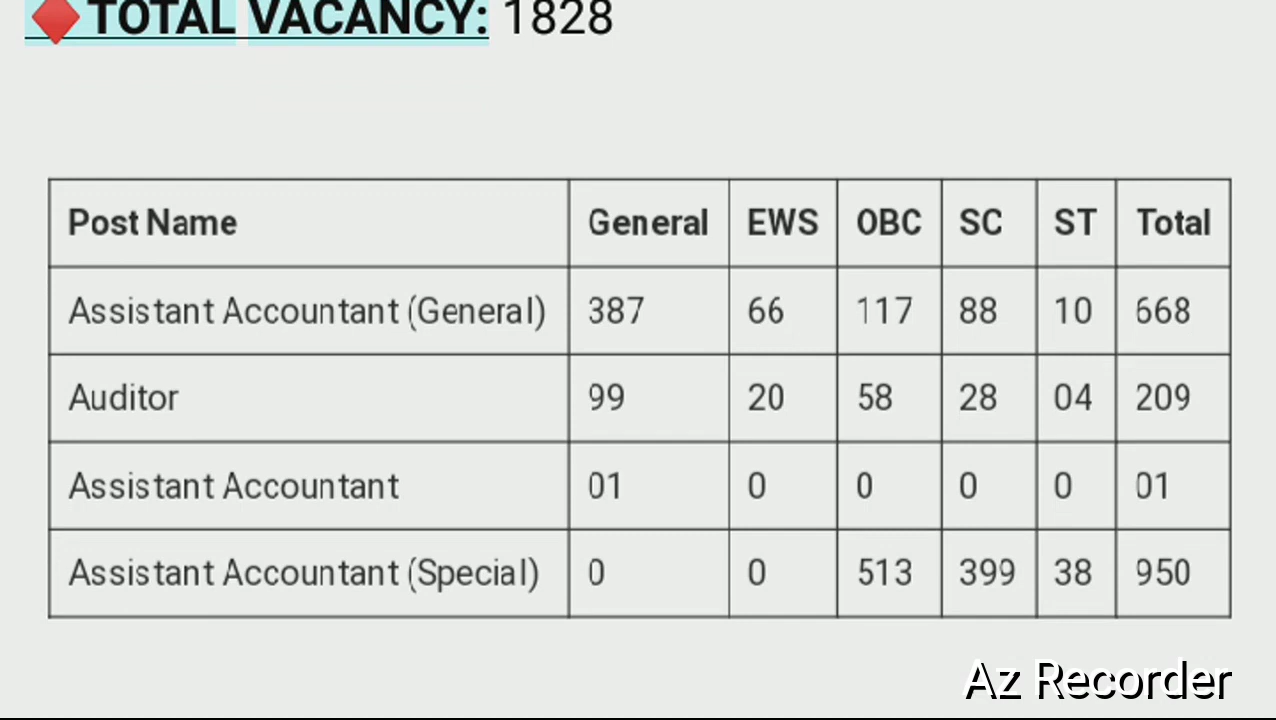 ♦TOTAL VACANCY: 1828
Post Name General EWS OBC SC ST Total
Assistant Accountant (General) 387 66 117 88 10 668
Auditor 99 20 58 28 04 209
Assistant Accountant 01 0 0 0 0 01
Assistant Accountant (Special) 0 0 513 399 38 950
Az Recorder